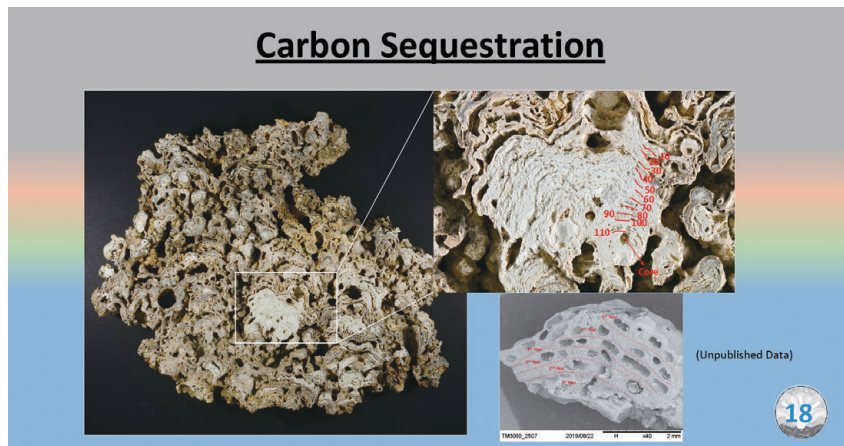 Carbon Sequestration
10
20
30
40
50
60
70
90
80
100
110
Core
(Unpublished Data)
TM3000_2507
2019/08/22
H
x40
2 mm
18